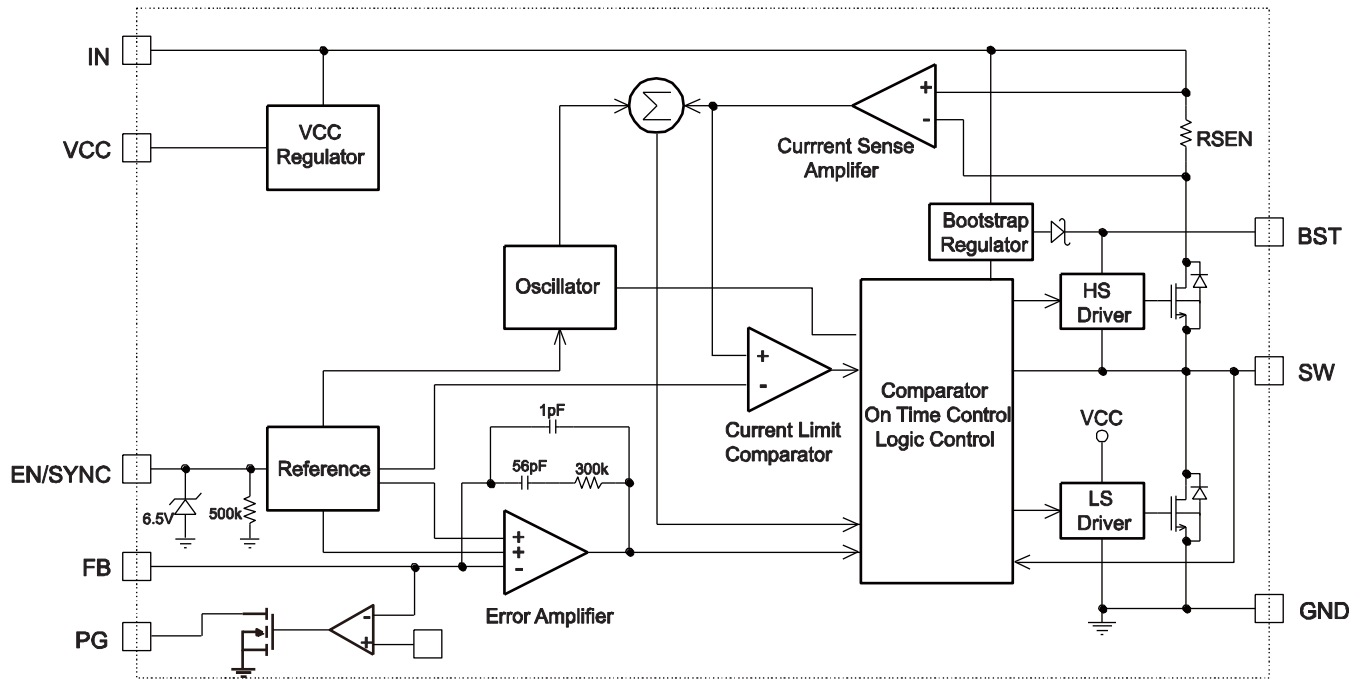 IN
VCC
VCC
Regulator
Σ
+
-
Currrent Sense
Amplifer
RSEN
Bootstrap
Regulator
BST
Oscillator
HS
Driver
+
-
Current Limit
Comparator
Comparator
On Time Control
Logic Control
SW
VCC
1pF
56pF
300k
EN/SYNC
Reference
6.5V
500k
LS
Driver
+
+
-
Error Amplifier
FB
PG
-
+
GND